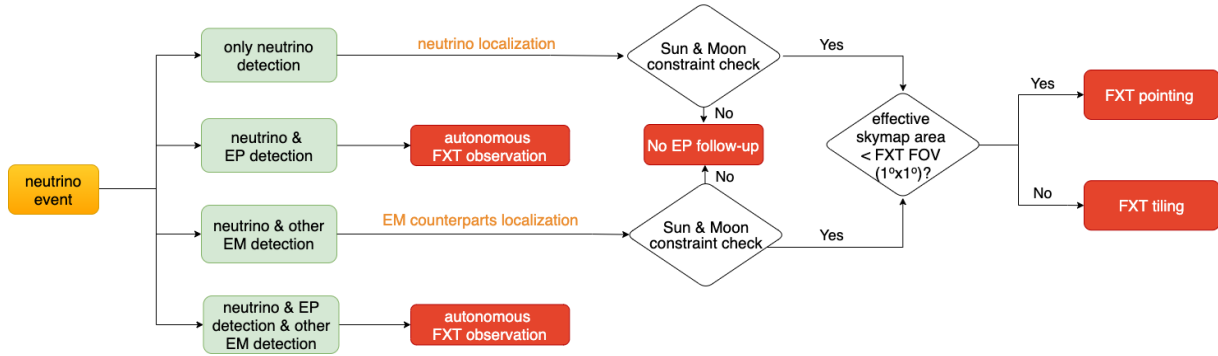 neutrino
event
only neutrino
detection
neutrino localization
Sun & Moon
constraint check
Yes
No
neutrino &
EP detection
autonomous
FXT observation
No EP follow-up
effective
skymap area
< FXT FOV
(1ºx1º)?
Yes
FXT pointing
No
FXT tiling
neutrino & other
EM detection
EM counterparts localization
No
Sun & Moon
constraint check
Yes
neutrino & EP
detection & other
EM detection
autonomous
FXT observation